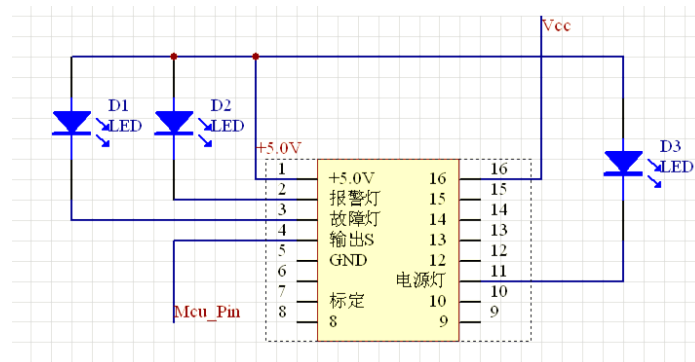 Vcc
D1
LED
D2
LED
D3
LED
+5.0V
1 +5.0V 16 16
2 报警灯 15 15
3 故障灯 14 14
4 输出S 13 13
5 GND 12 12
6 电源灯 11
7 标定 10 10
8 8 9 9
Mcu_Pin